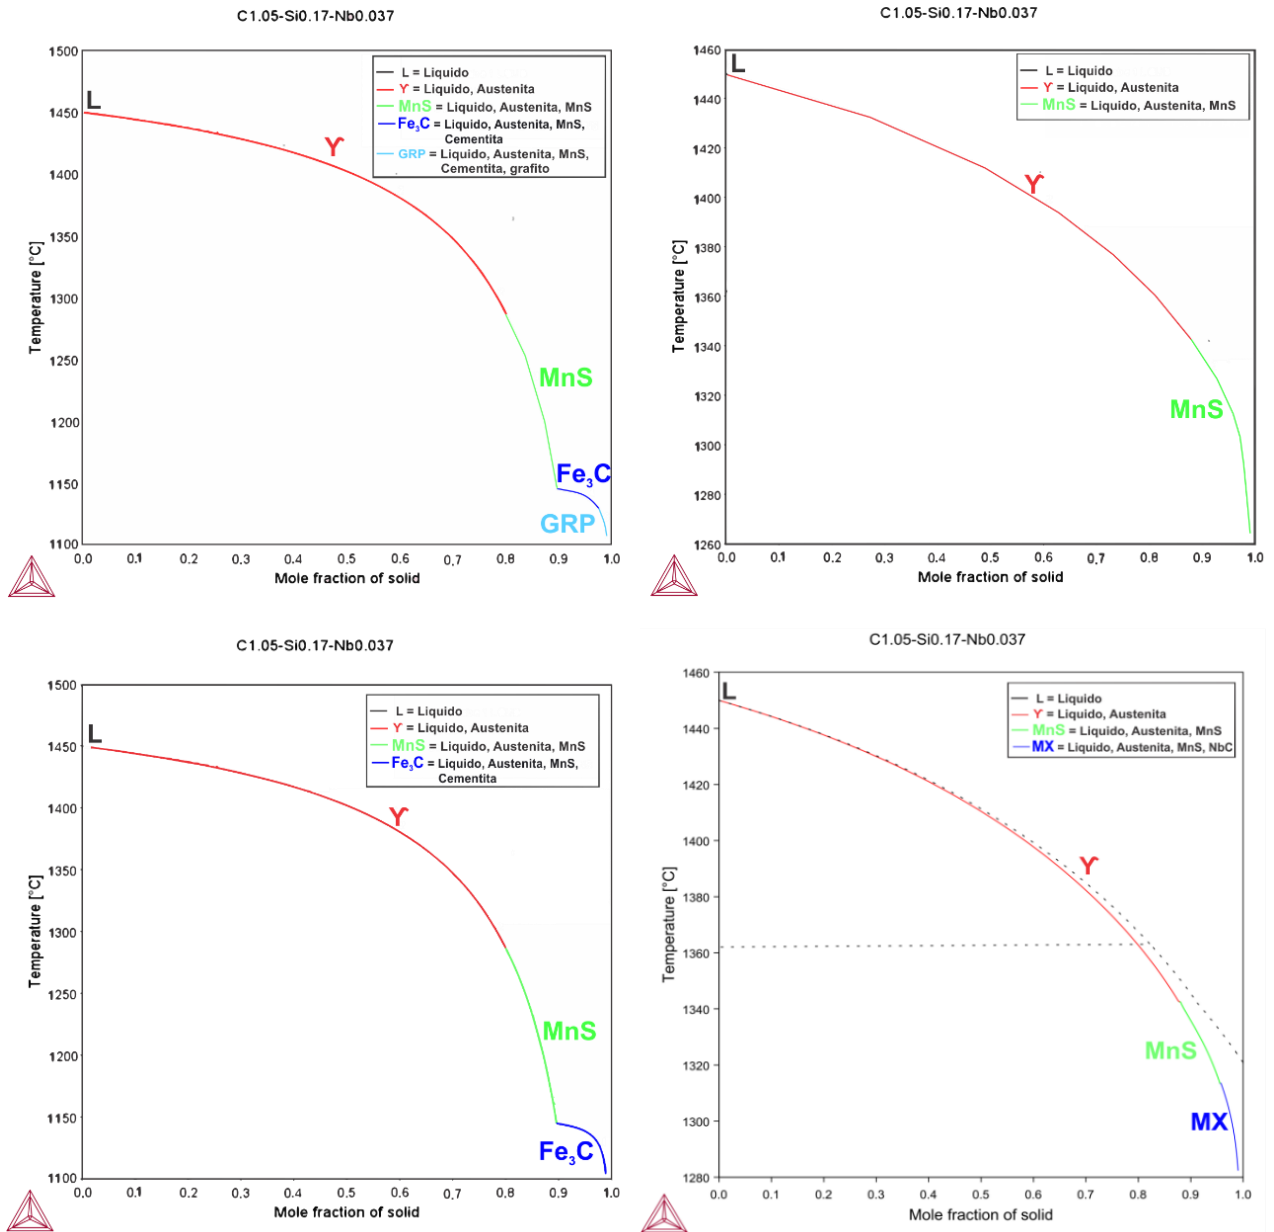 C1.05-Si0.17-Nb0.037
1500
1450
1400
1350
1300
1250
1200
1150
1100
Temperature [°C]
L
ϒ
MnS
Fe₃C
GRP
L = Liquido
ϒ = Liquido, Austenita
MnS = Liquido, Austenita, MnS
Fe₃C = Liquido, Austenita, MnS,
Cementita
GRP = Liquido, Austenita, MnS,
Cementita, grafito
0.0 0.1 0.2 0.3 0.4 0.5 0.6 0.7 0.8 0.9 1.0
Mole fraction of solid
C1.05-Si0.17-Nb0.037
1460
1440
1420
1400
1380
1360
1340
1320
1300
1280
1260
Temperature [°C]
L
ϒ
MnS
L = Liquido
ϒ = Liquido, Austenita
MnS = Liquido, Austenita, MnS
0.0 0.1 0.2 0.3 0.4 0.5 0.6 0.7 0.8 0.9 1.0
Mole fraction of solid
C1.05-Si0.17-Nb0.037
1500
1450
1400
1350
1300
1250
1200
1150
1100
Temperature [°C]
L
ϒ
MnS
Fe₃C
L = Liquido
ϒ = Liquido, Austenita
MnS = Liquido, Austenita, MnS
Fe₃C = Liquido, Austenita, MnS,
Cementita
0.0 0.1 0.2 0.3 0.4 0.5 0.6 0.7 0.8 0.9 1.0
Mole fraction of solid
C1.05-Si0.17-Nb0.037
1460
1440
1420
1400
1380
1360
1340
1320
1300
1280
Temperature [°C]
L
ϒ
MnS
MX
L = Liquido
ϒ = Liquido, Austenita
MnS = Liquido, Austenita, MnS
MX = Liquido, Austenita, MnS, NbC
0.0 0.1 0.2 0.3 0.4 0.5 0.6 0.7 0.8 0.9 1.0
Mole fraction of solid